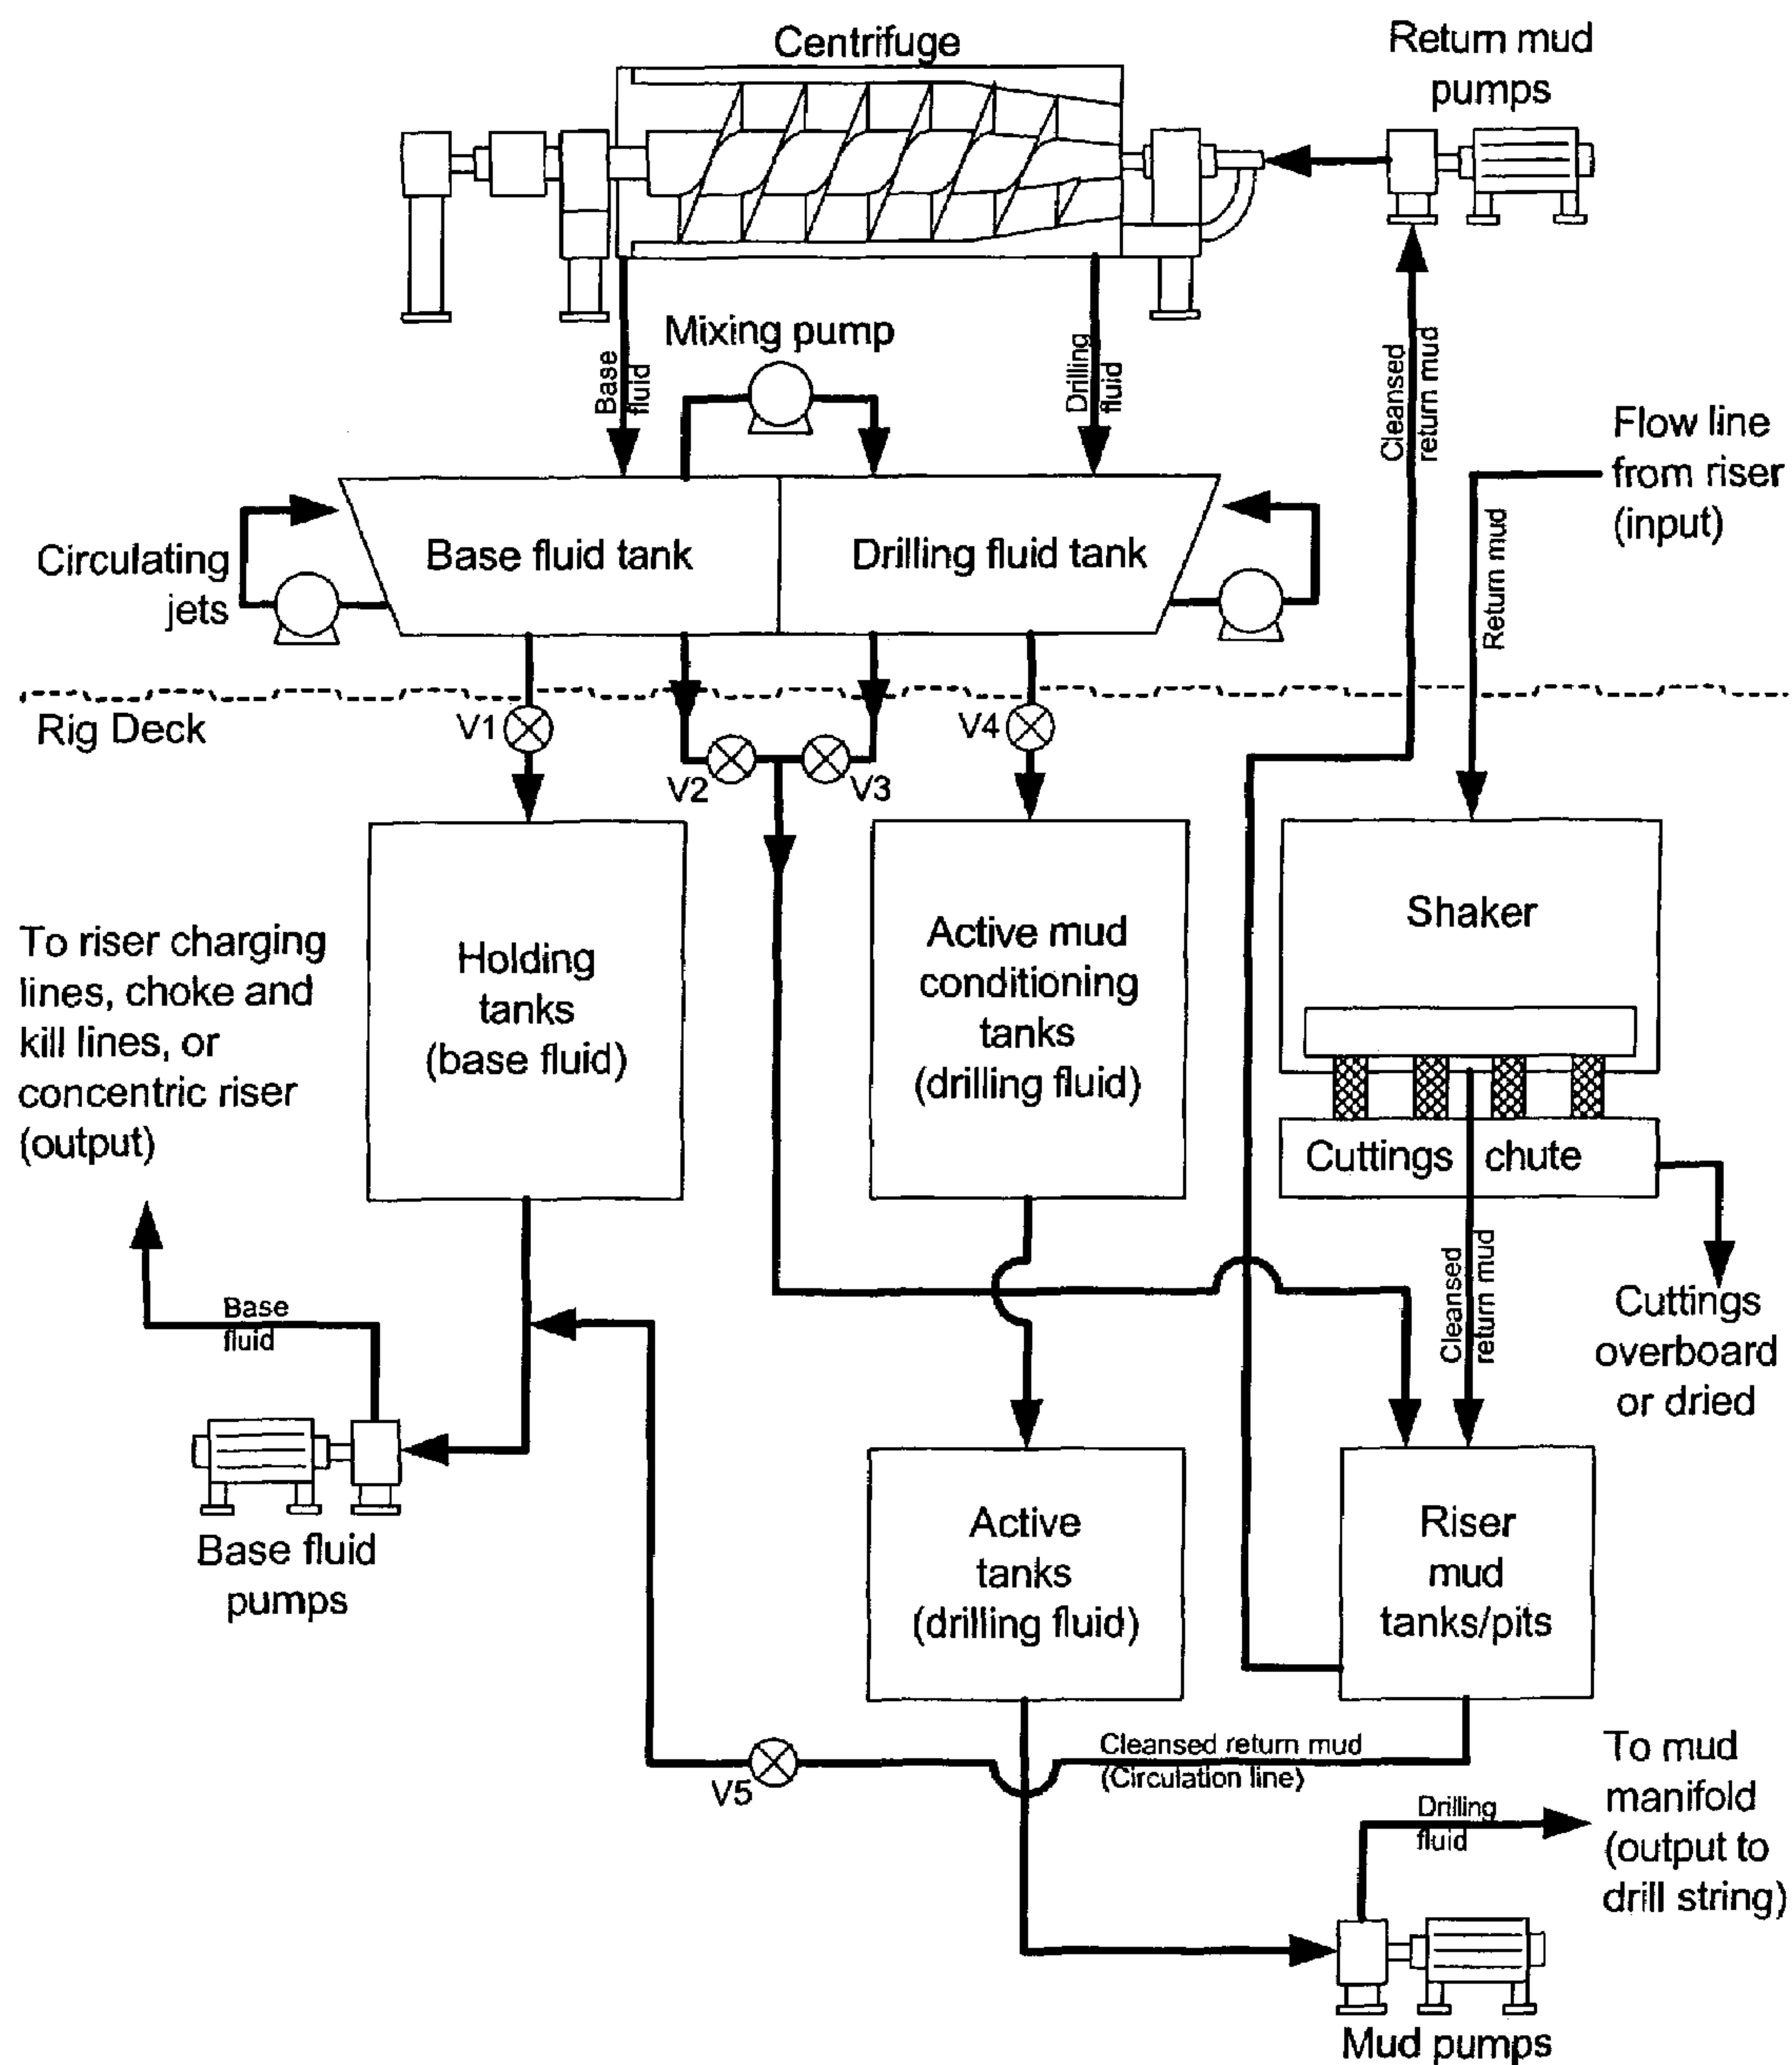 Centrifuge
Return mud
pumps
Mixing pump
Base
fluid
Drilling
fluid
Cleansed
return mud
Flow line
from riser
(input)
Return mud
Circulating
jets
Base fluid tank
Drilling fluid tank
Rig Deck
V1
V2
V3
V4
To riser charging
lines, choke and
kill lines, or
concentric riser
(output)
Holding
tanks
(base fluid)
Active mud
conditioning
tanks
(drilling fluid)
Shaker
Cuttings chute
Cleansed
return mud
Cuttings
overboard
or dried
Base
fluid
Base fluid
pumps
Active
tanks
(drilling fluid)
Riser
mud
tanks/pits
V5
Cleansed return mud
(Circulation line)
To mud
manifold
(output to
drill string)
Drilling
fluid
Mud pumps